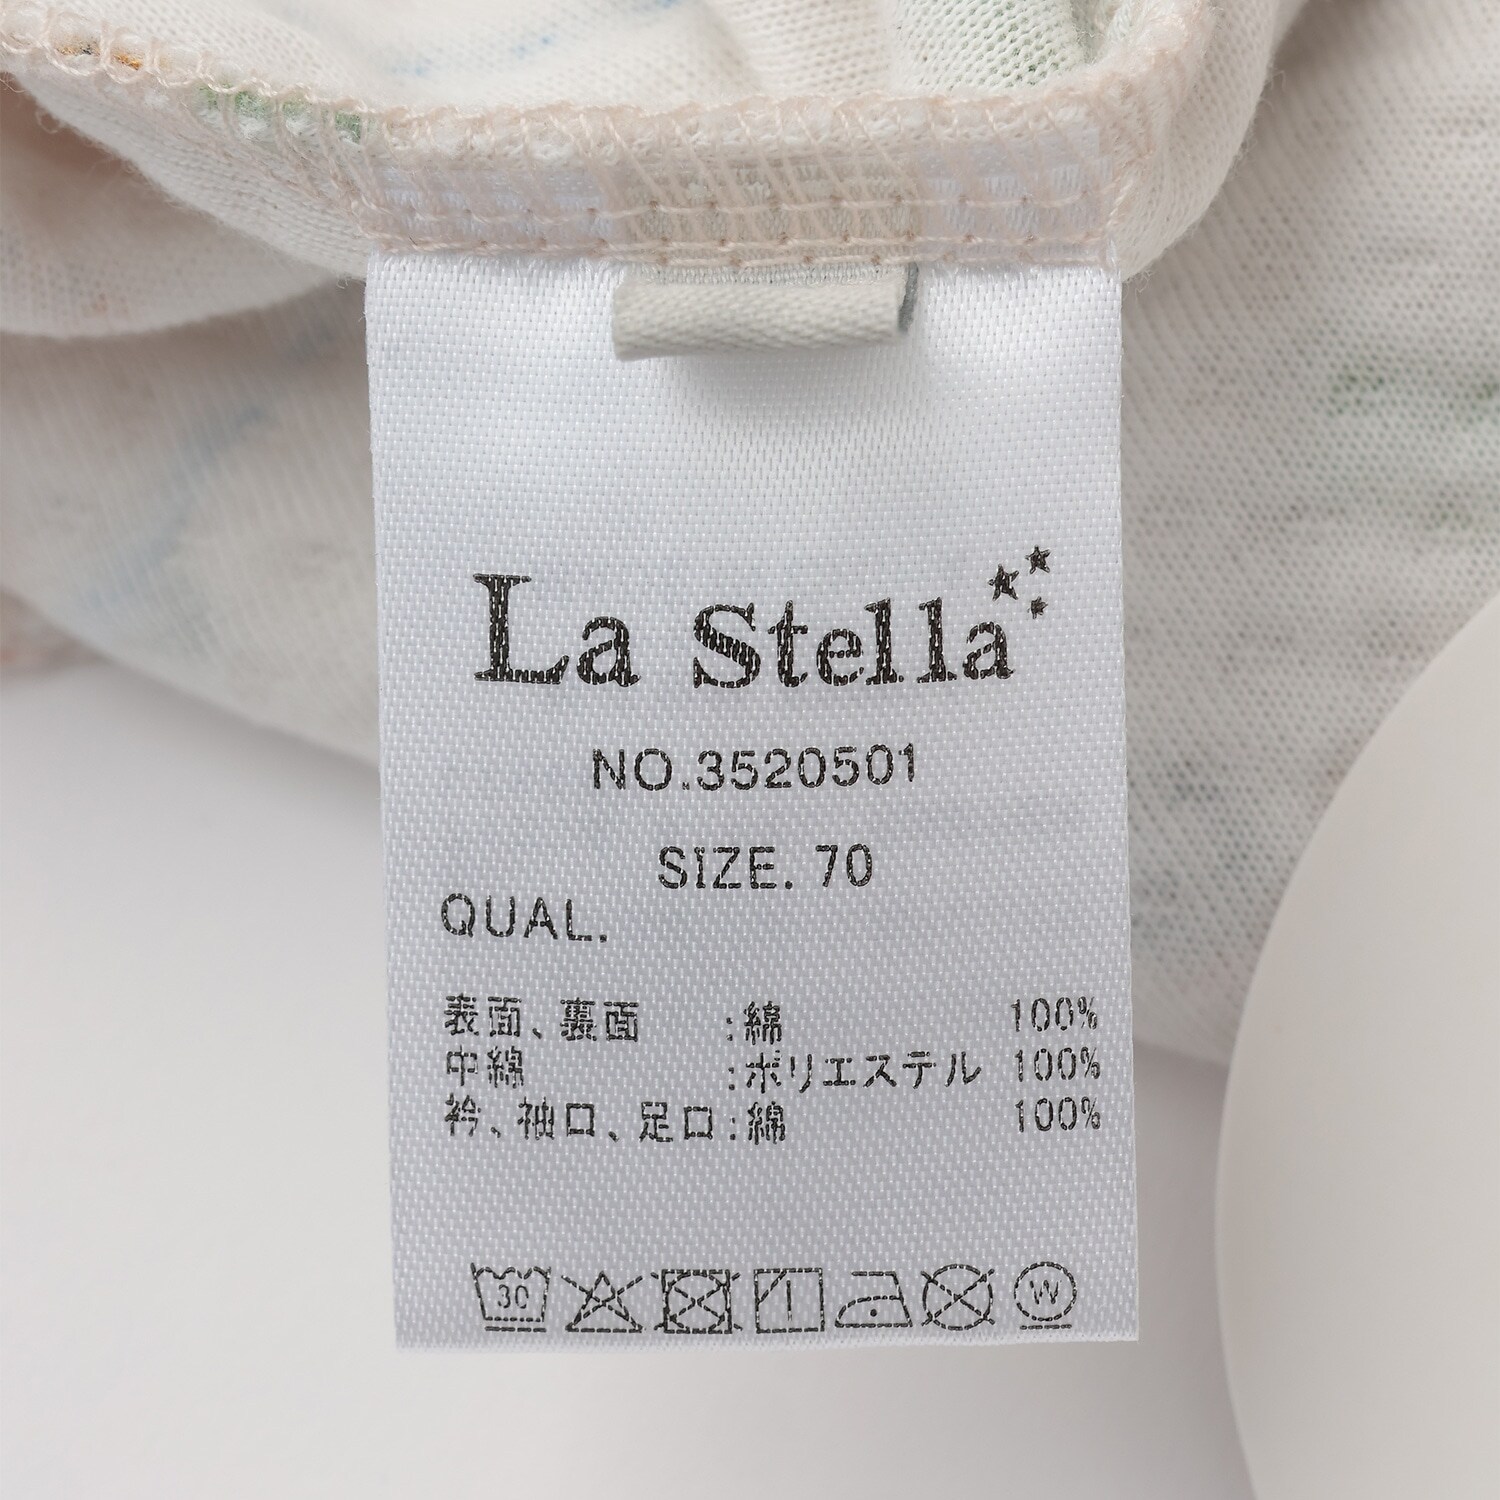 La Stella
NO.3520501
SIZE. 70
QUAL.
表面、裏面 :綿 100%
中綿 :ポリエステル 100%
衿、袖口、足口:綿 100%
30 W